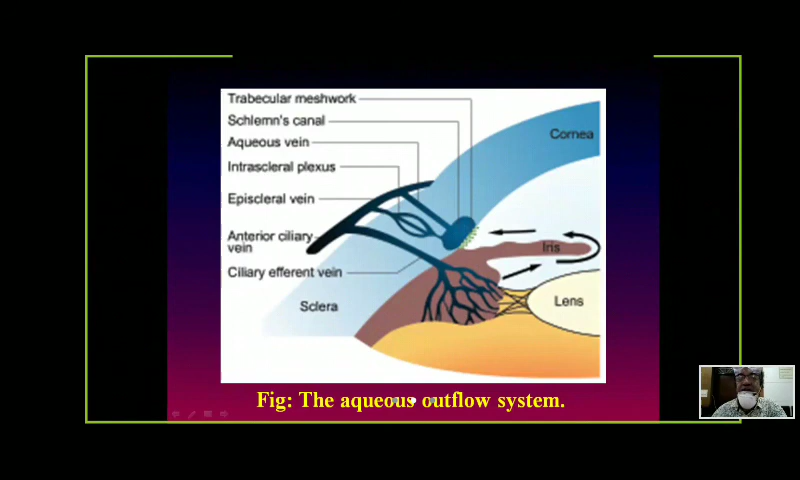 Trabecular meshwork
Schlemn's canal
Aqueous vein
Intrascleral plexus
Episcleral vein
Anterior ciliary
vein
Ciliary efferent vein
Cornea
Iris
Lens
Sclera
Fig: The aqueous outflow system.